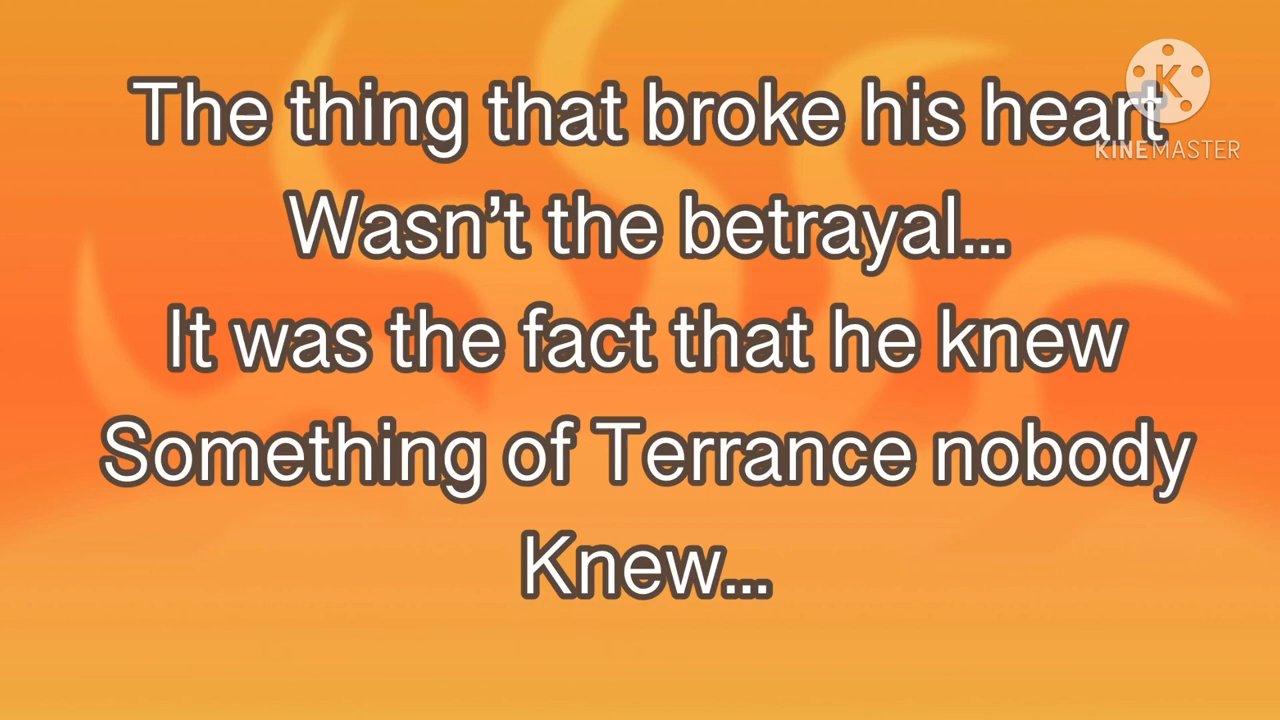 The thing that broke his heart
Wasn’t the betrayal...
It was the fact that he knew
Something of Terrance nobody
Knew...
K
KINEMASTER